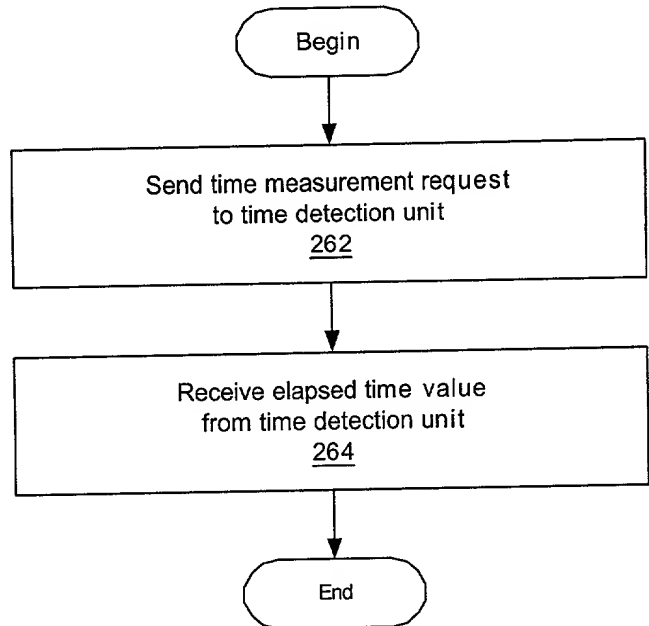 Begin
Send time measurement request
to time detection unit
262
Receive elapsed time value
from time detection unit
264
End